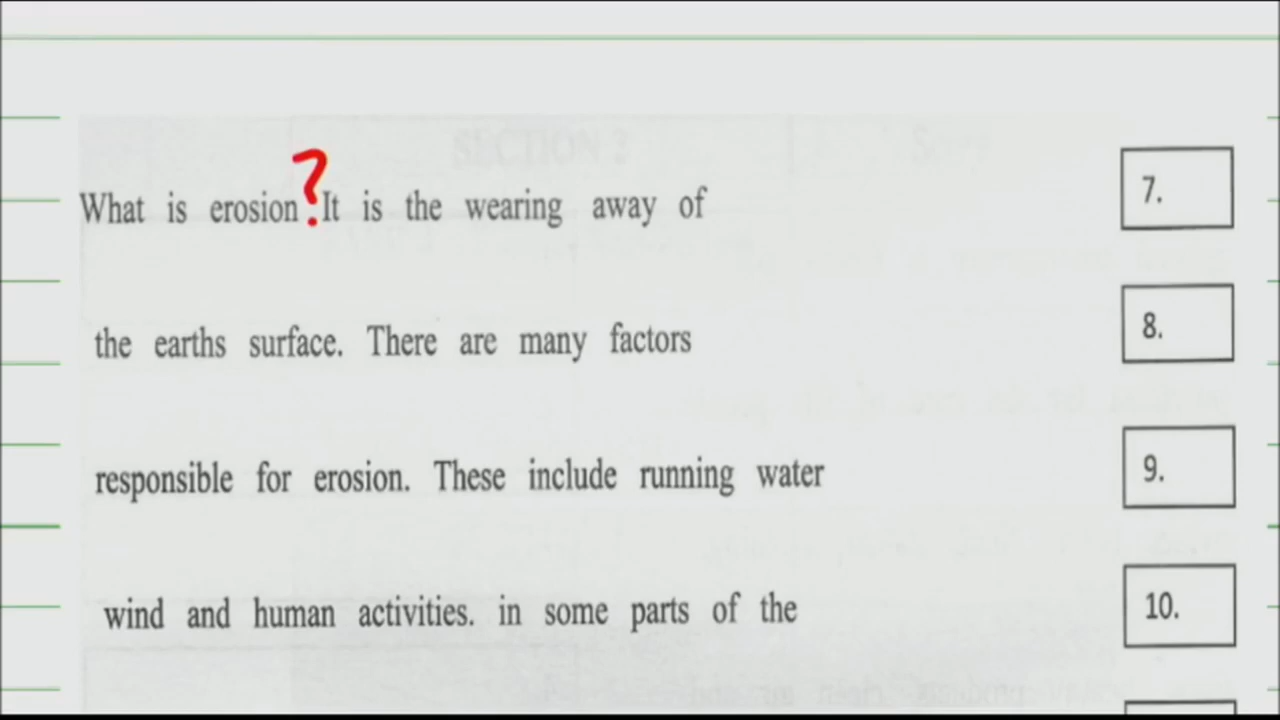 What is erosion? It is the wearing away of 7.
the earths surface. There are many factors 8.
responsible for erosion. These include running water 9.
wind and human activities. in some parts of the 10.